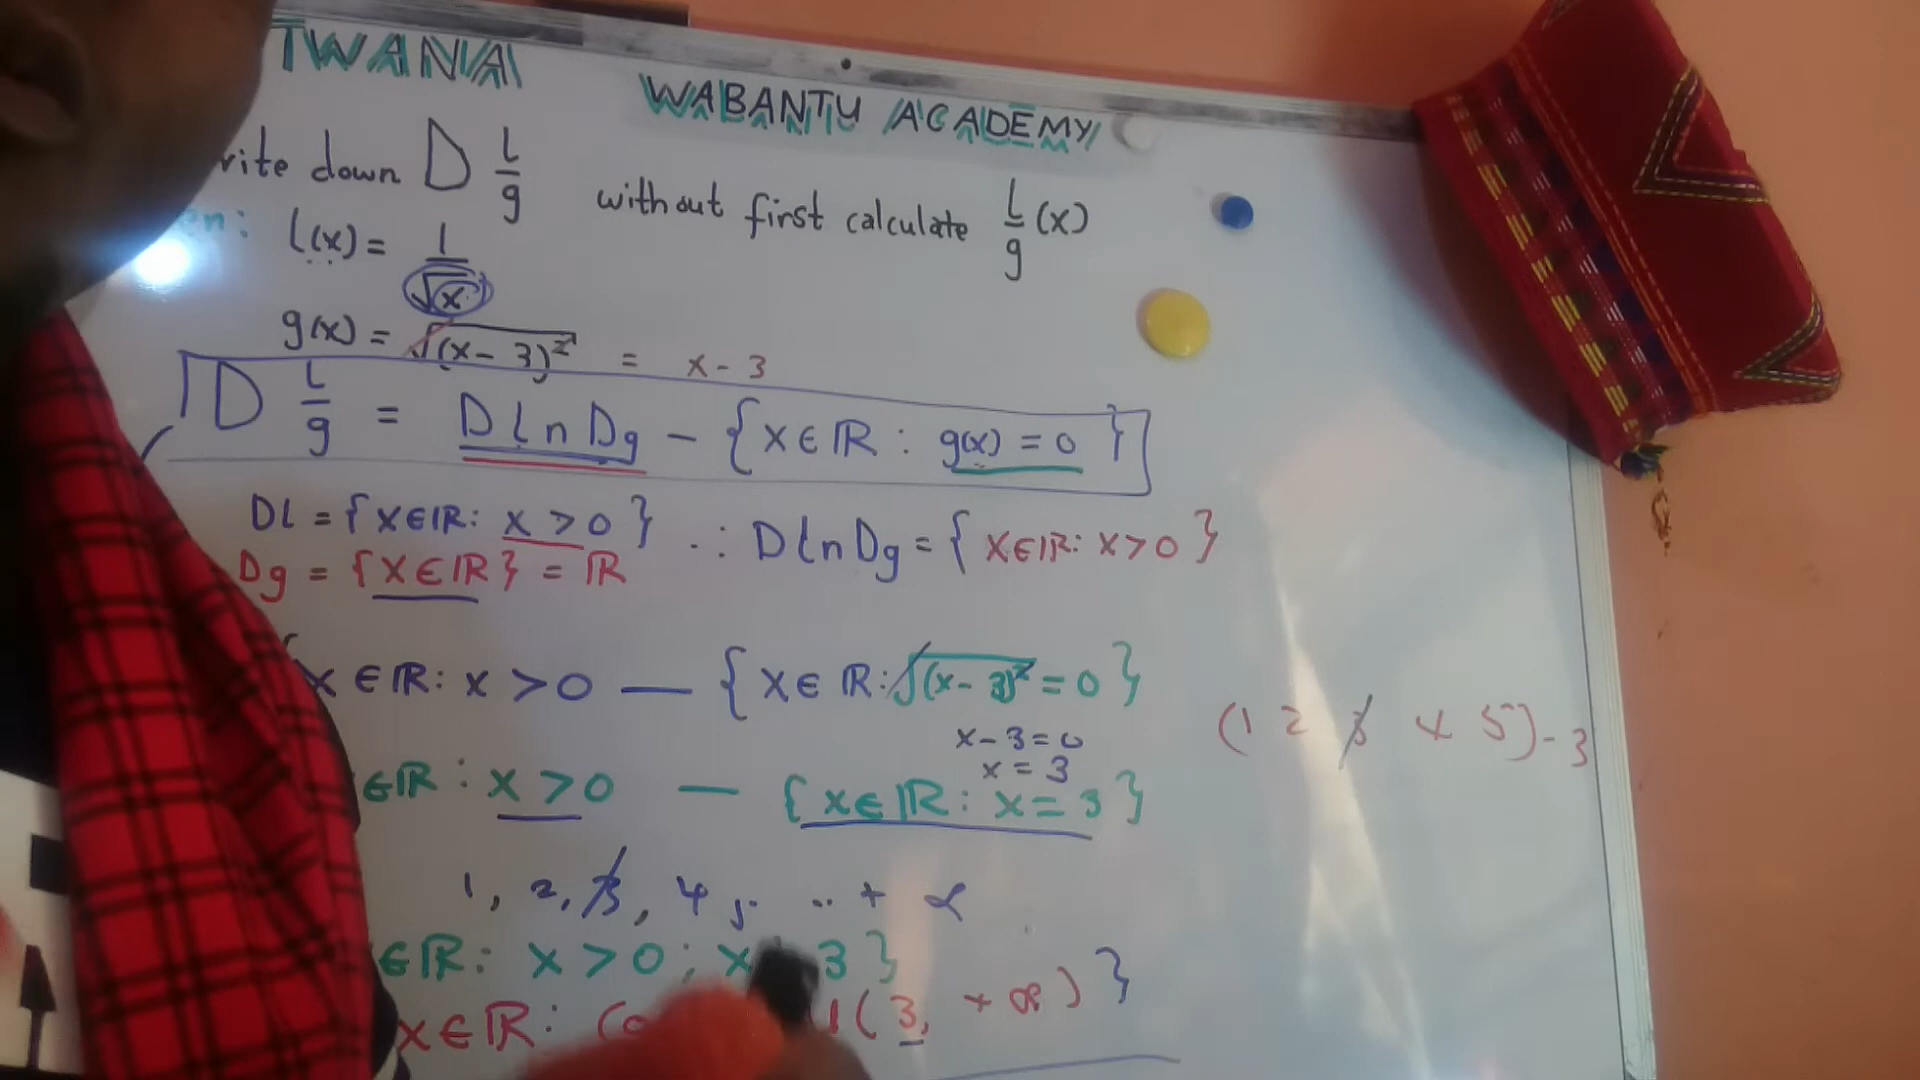 TWANA
WABANTU ACADEMY
rite down D l/g without first calculate l/g (x)
en: l(x) = 1/√x
g(x) = √(x-3)² = x-3
D l/g = Dl∩Dg - {x∈ℝ : g(x) = 0}
Dl = {x∈ℝ: x>0} ∴ Dl∩Dg = {x∈ℝ: x>0}
Dg = {x∈ℝ} = ℝ
x∈ℝ: x>0 — {x∈ℝ: √(x-3)² = 0}
x-3=0
x=3
(1 2 3 4 5) - 3
∈ℝ: x>0 — {x∈ℝ: x=3}
1, 2, 3, 4, .. + ∝
∈ℝ: x>0; x 3}
x∈ℝ: (3, +∞)}